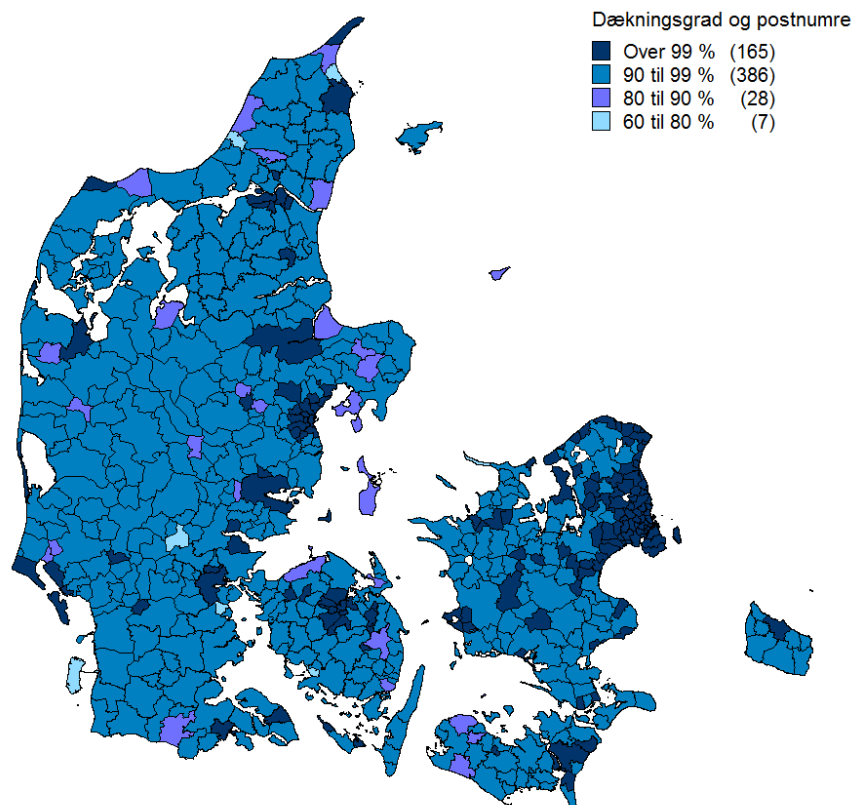 Dækningsgrad og postnumre
Over 99 % (165)
90 til 99 % (386)
80 til 90 % (28)
60 til 80 % (7)